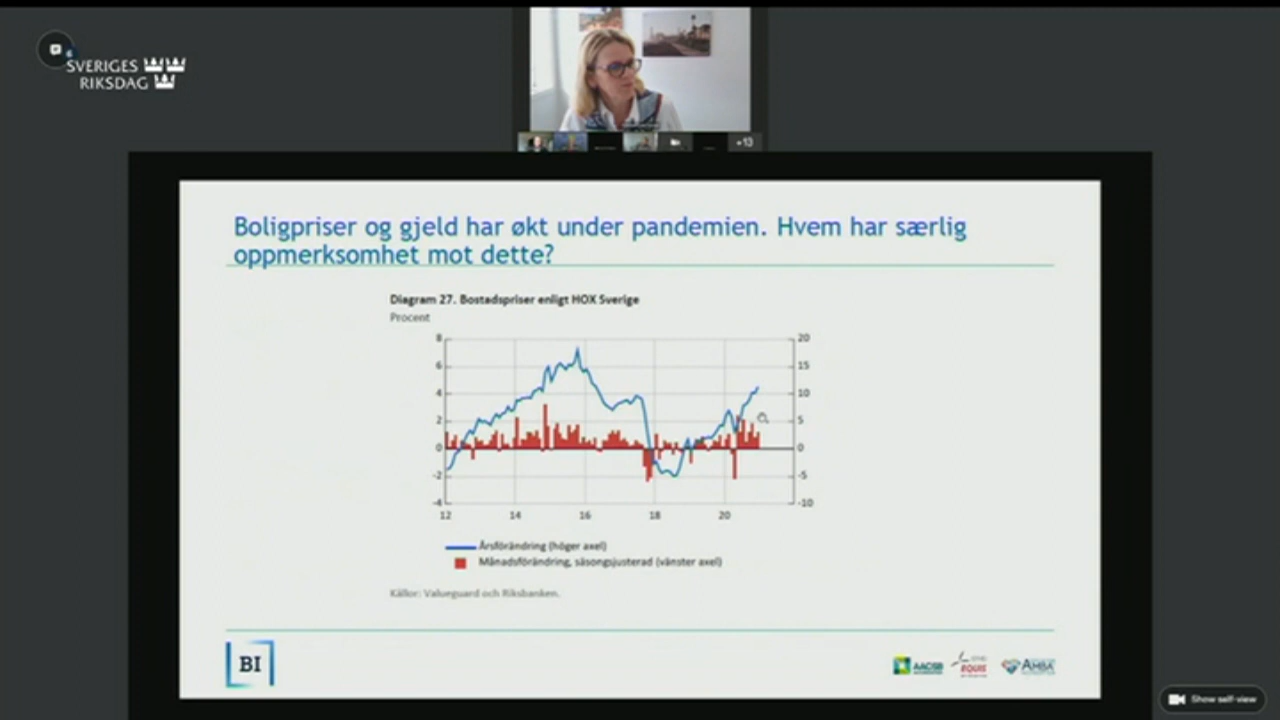 SVERIGES
RIKSDAG
+13
Boligpriser og gjeld har økt under pandemien. Hvem har særlig
oppmerksomhet mot dette?
Diagram 27. Bostadspriser enligt HOX Sverige
Procent
8 20
6 15
4 10
2 5
0 0
-2 -5
-4 -10
12 14 16 18 20
Årsförändring (höger axel)
Månadsförändring, säsongsjusterad (vänster axel)
Källor: Valueguard och Riksbanken.
BI
AACSB
EQUIS
AMBA
Show self-view